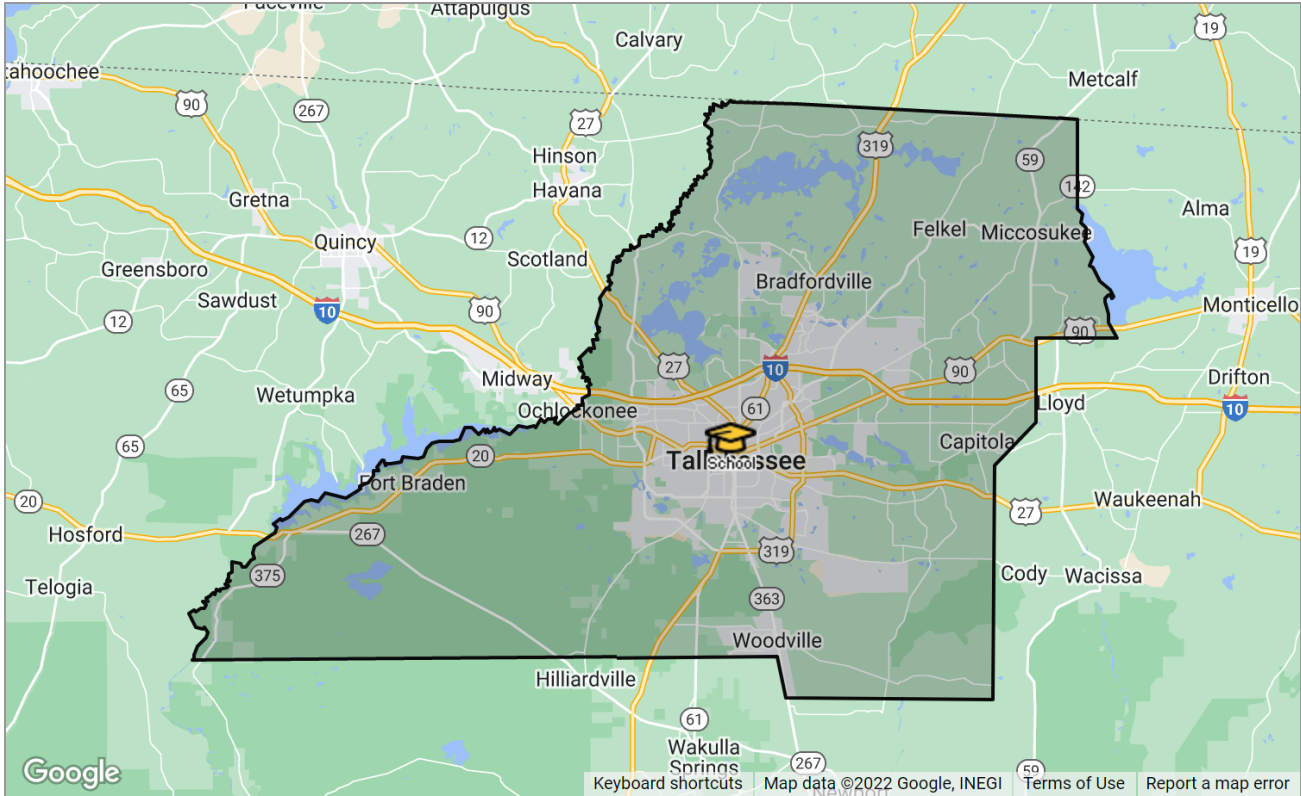 Faceville
Attapulgus
Calvary
19
19
tahoochee
Metcalf
90
267
27
319
59
Hinson
Havana
142
Gretna
Alma
Felkel
Miccosukee
Quincy
12
19
Scotland
Greensboro
Bradfordville
Sawdust
10
90
Monticello
12
90
27
10
90
65
Midway
Drifton
Wetumpka
Ochlockonee
61
Lloyd
10
65
Capitola
20
Tallahassee
School
Fort Braden
20
Waukeenah
27
Hosford
267
319
375
Cody
Wacissa
Telogia
363
Woodville
Hilliardville
61
Wakulla
Springs
267
59
Google
Keyboard shortcuts
Map data ©2022 Google, INEGI
Terms of Use
Report a map error